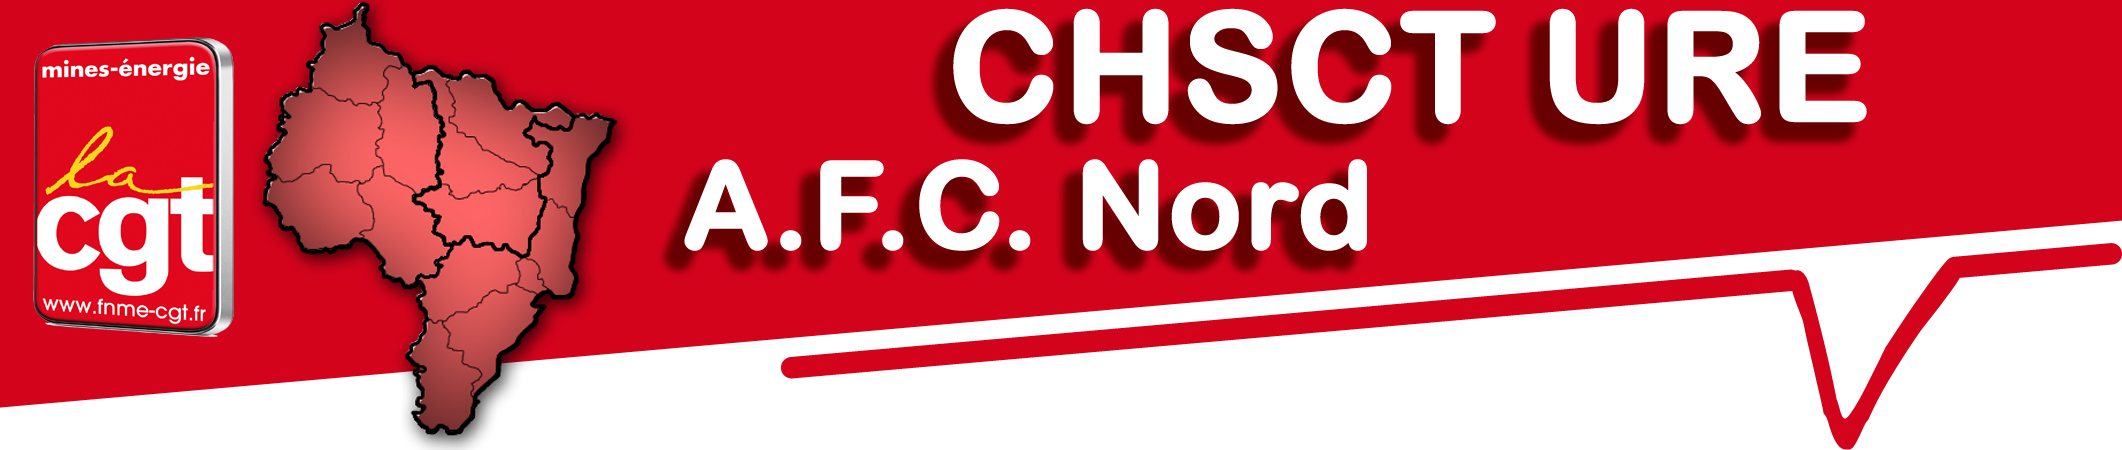 mines-énergie
la
cgt
www.fnme-cgt.fr
CHSCT URE
A.F.C. Nord